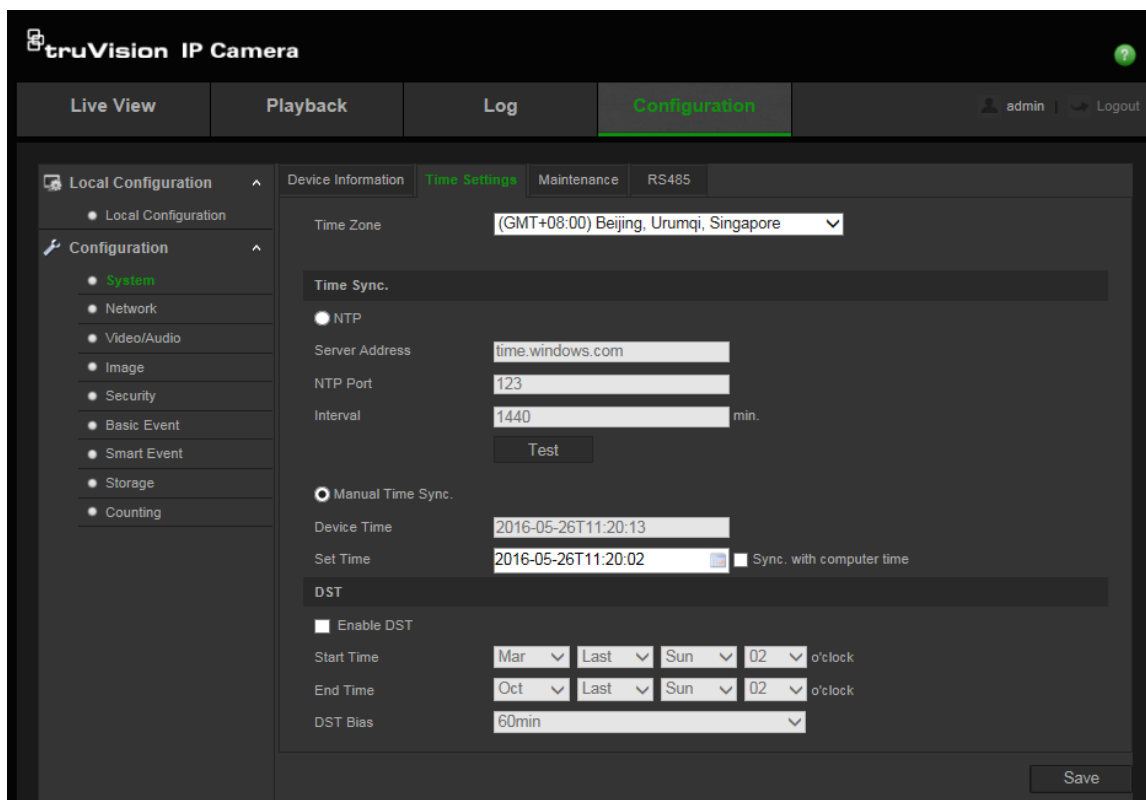 truVision IP Camera
?
Live View Playback Log Configuration admin | Logout
Local Configuration
Local Configuration
Configuration
System
Network
Video/Audio
Image
Security
Basic Event
Smart Event
Storage
Counting
Device Information Time Settings Maintenance RS485
Time Zone (GMT+08:00) Beijing, Urumqi, Singapore
Time Sync.
NTP
Server Address time.windows.com
NTP Port 123
Interval 1440 min.
Test
Manual Time Sync.
Device Time 2016-05-26T11:20:13
Set Time 2016-05-26T11:20:02 Sync. with computer time
DST
Enable DST
Start Time Mar Last Sun 02 o'clock
End Time Oct Last Sun 02 o'clock
DST Bias 60min
Save